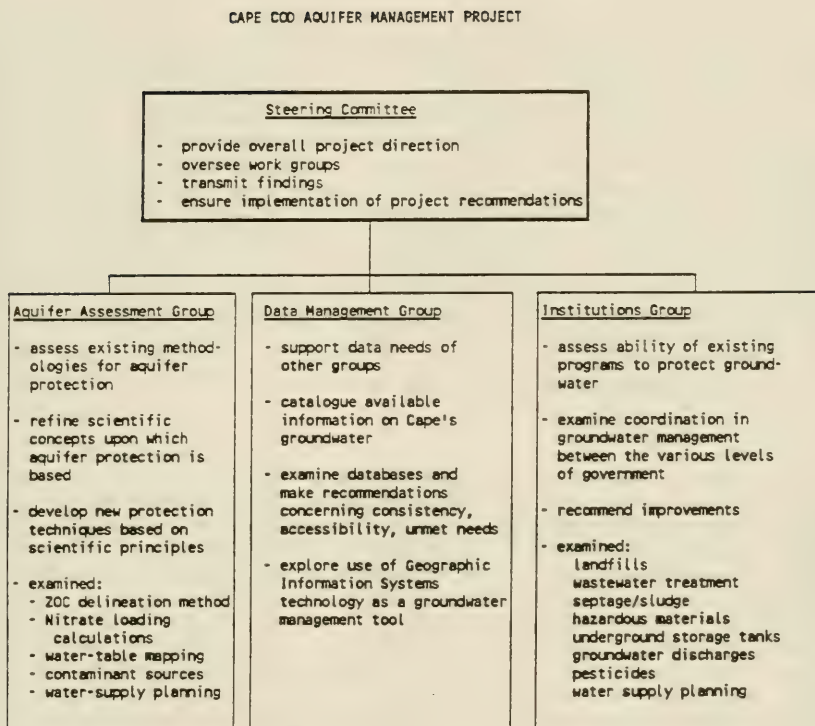 CAPE COD AQUIFER MANAGEMENT PROJECT
Steering Committee
- provide overall project direction
- oversee work groups
- transmit findings
- ensure implementation of project recommendations
Aquifer Assessment Group
- assess existing method-
ologies for aquifer
protection
- refine scientific
concepts upon which
aquifer protection is
based
- develop new protection
techniques based on
scientific principles
- examined:
- ZOC delineation method
- Nitrate loading
calculations
- water-table mapping
- contaminant sources
- water-supply planning
Data Management Group
- support data needs of
other groups
- catalogue available
information on Cape's
groundwater
- examine databases and
make recommendations
concerning consistency,
accessibility, unmet needs
- explore use of Geographic
Information Systems
technology as a groundwater
management tool
Institutions Group
- assess ability of existing
programs to protect ground-
water
- examine coordination in
groundwater management
between the various levels
of government
- recommend improvements
- examined:
landfills
wastewater treatment
septage/sludge
hazardous materials
underground storage tanks
groundwater discharges
pesticides
water supply planning